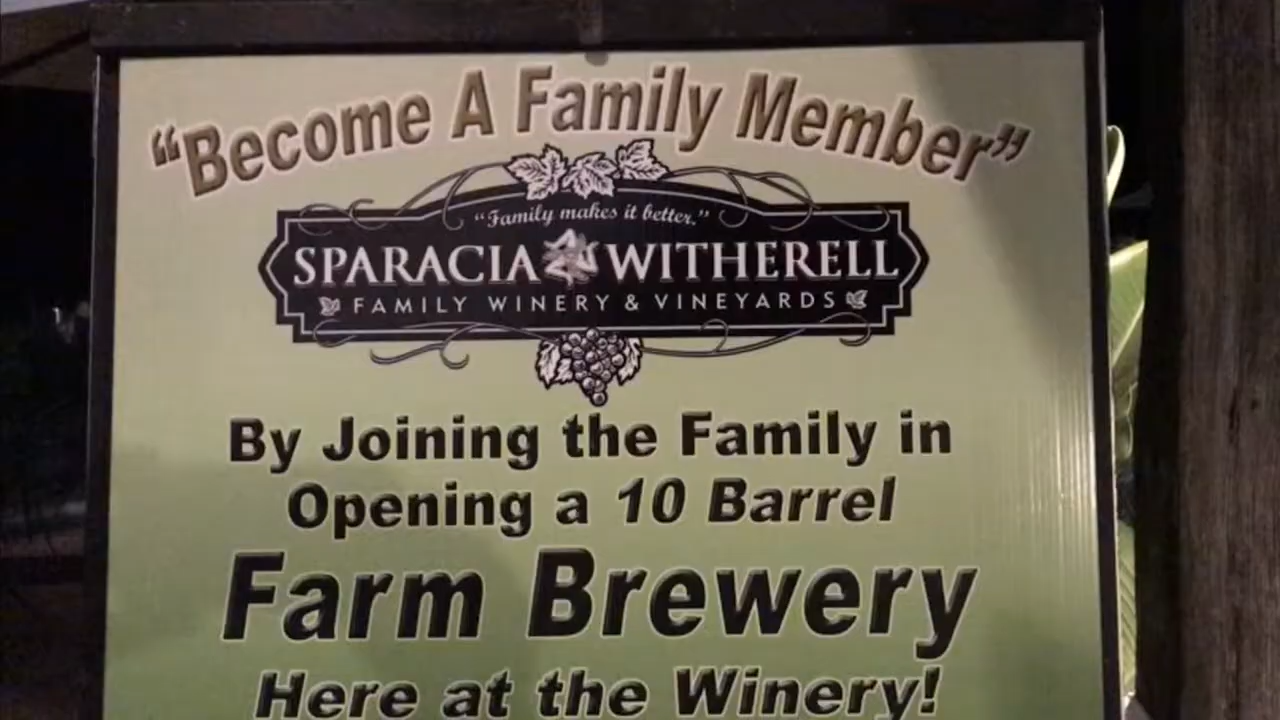 "Become A Family Member"
"Family makes it better."
SPARACIA WITHERELL
FAMILY WINERY & VINEYARDS
By Joining the Family in
Opening a 10 Barrel
Farm Brewery
Here at the Winery!